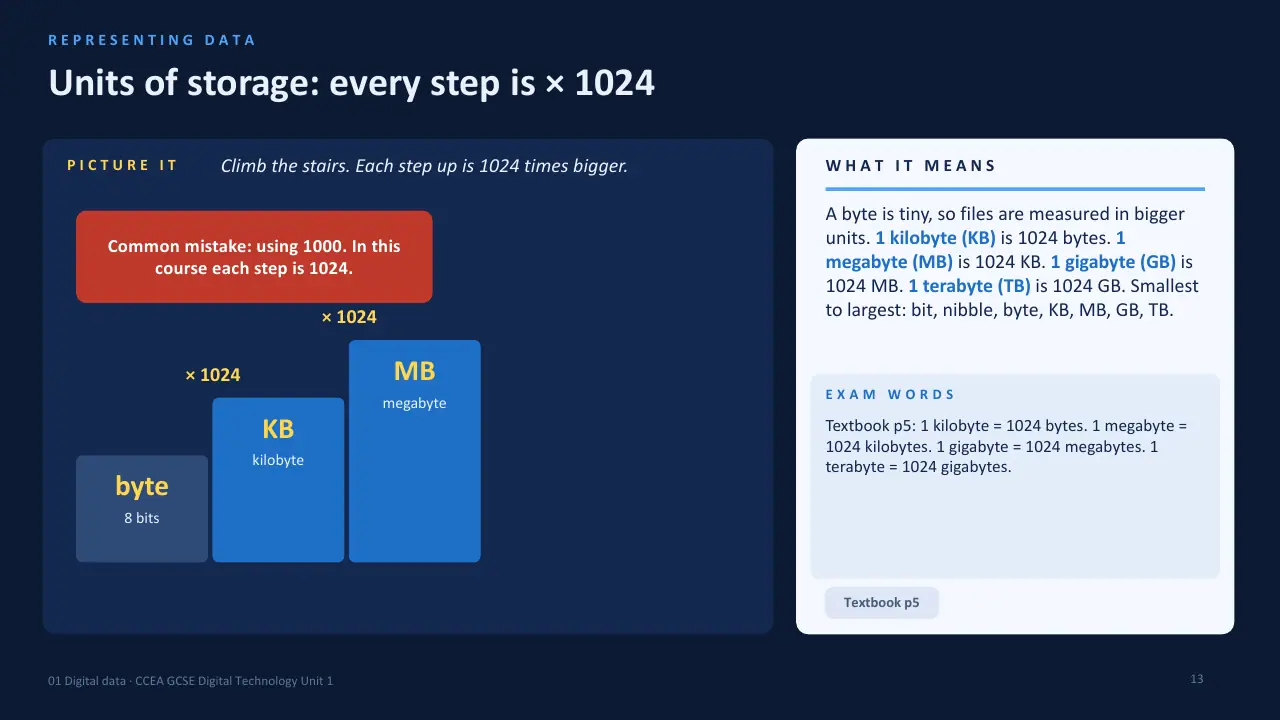 REPRESENTING DATA
Units of storage: every step is × 1024
PICTURE IT
Climb the stairs. Each step up is 1024 times bigger.
Common mistake: using 1000. In this
course each step is 1024.
× 1024
× 1024
MB
megabyte
KB
kilobyte
byte
8 bits
WHAT IT MEANS
A byte is tiny, so files are measured in bigger
units. 1 kilobyte (KB) is 1024 bytes. 1
megabyte (MB) is 1024 KB. 1 gigabyte (GB) is
1024 MB. 1 terabyte (TB) is 1024 GB. Smallest
to largest: bit, nibble, byte, KB, MB, GB, TB.
EXAM WORDS
Textbook p5: 1 kilobyte = 1024 bytes. 1 megabyte =
1024 kilobytes. 1 gigabyte = 1024 megabytes. 1
terabyte = 1024 gigabytes.
Textbook p5
01 Digital data · CCEA GCSE Digital Technology Unit 1
13